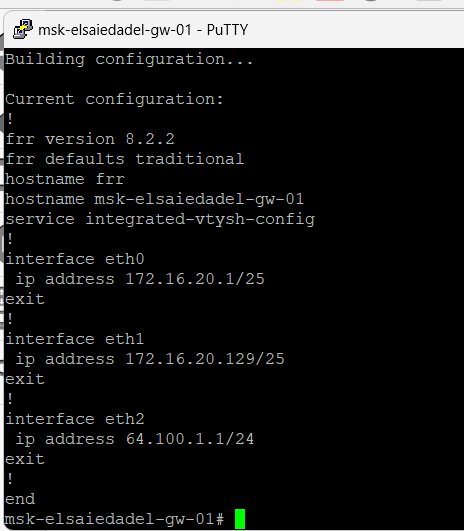 msk-elsaiedadel-gw-01 - PuTTY
Building configuration...
Current configuration:
!
frr version 8.2.2
frr defaults traditional
hostname frr
hostname msk-elsaiedadel-gw-01
service integrated-vtysh-config
!
interface eth0
 ip address 172.16.20.1/25
exit
!
interface eth1
 ip address 172.16.20.129/25
exit
!
interface eth2
 ip address 64.100.1.1/24
exit
!
end
msk-elsaiedadel-gw-01#